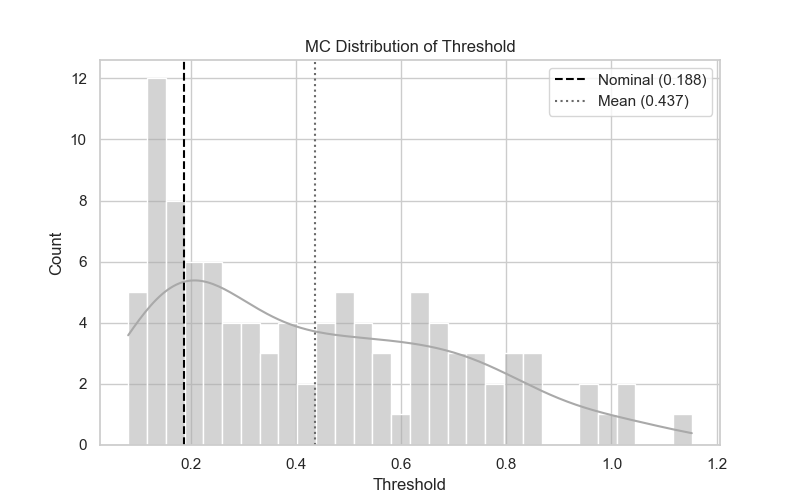 MC Distribution of Threshold
Nominal (0.188)
Mean (0.437)
Count
12
10
8
6
4
2
0
0.2
0.4
0.6
0.8
1.0
1.2
Threshold